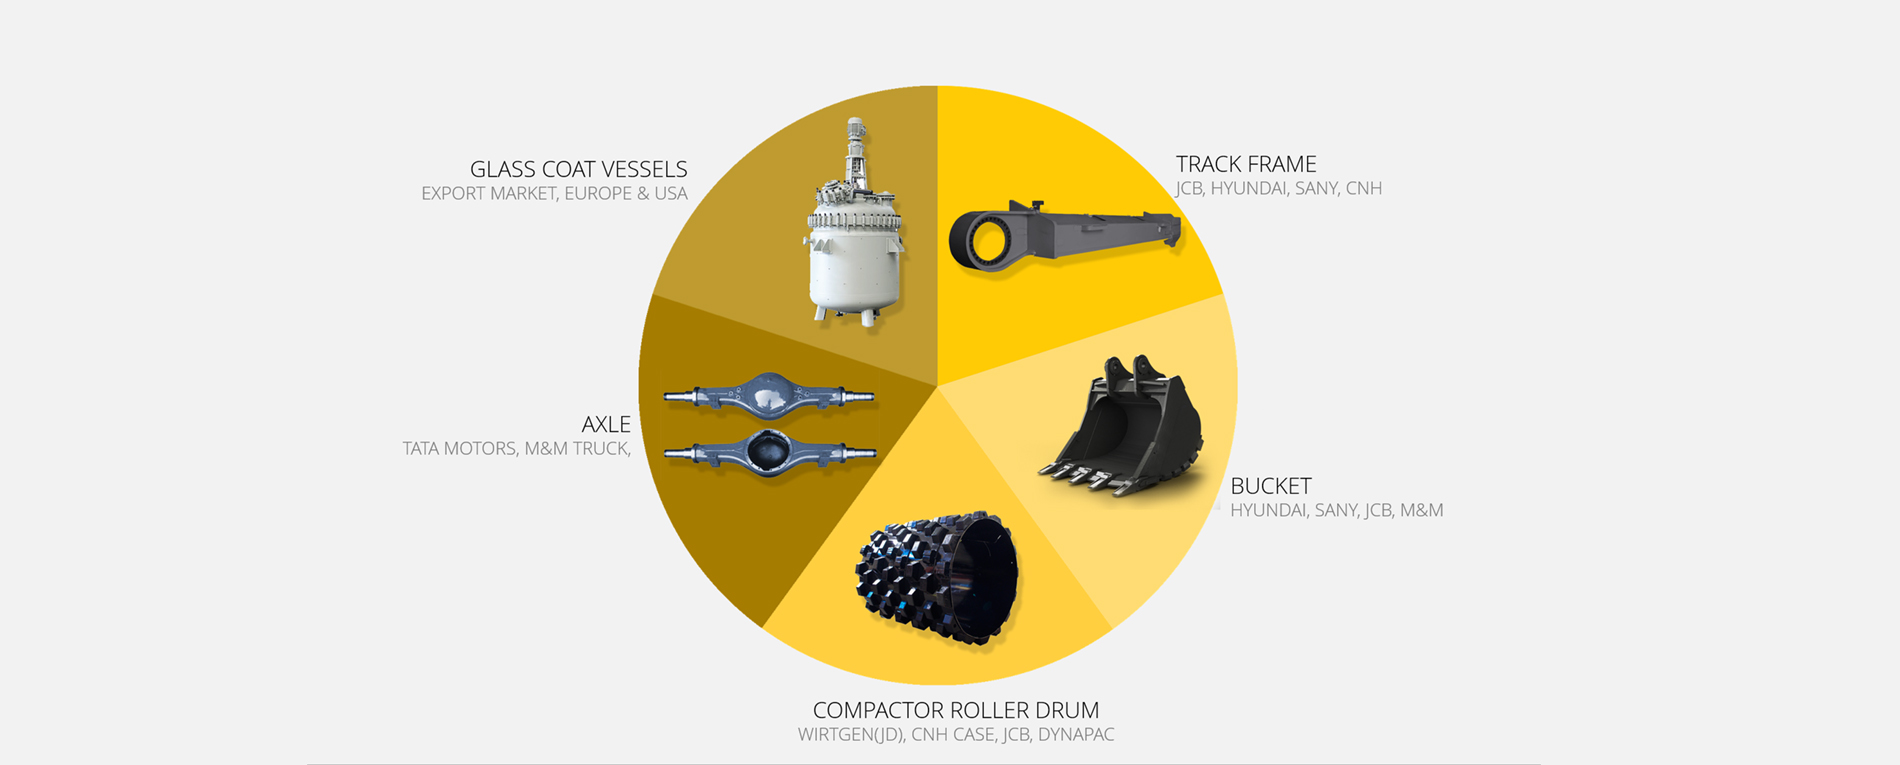 GLASS COAT VESSELS
EXPORT MARKET, EUROPE & USA
TRACK FRAME
JCB, HYUNDAI, SANY, CNH
AXLE
TATA MOTORS, M&M TRUCK,
BUCKET
HYUNDAI, SANY, JCB, M&M
COMPACTOR ROLLER DRUM
WIRTGEN(JD), CNH CASE, JCB, DYNAPAC